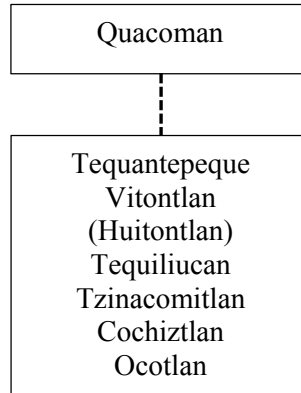 Quacoman
Tequantepeque
Vitontlan
(Huitontlan)
Tequiliucan
Tzinacomitlan
Cochiztlan
Ocotlan